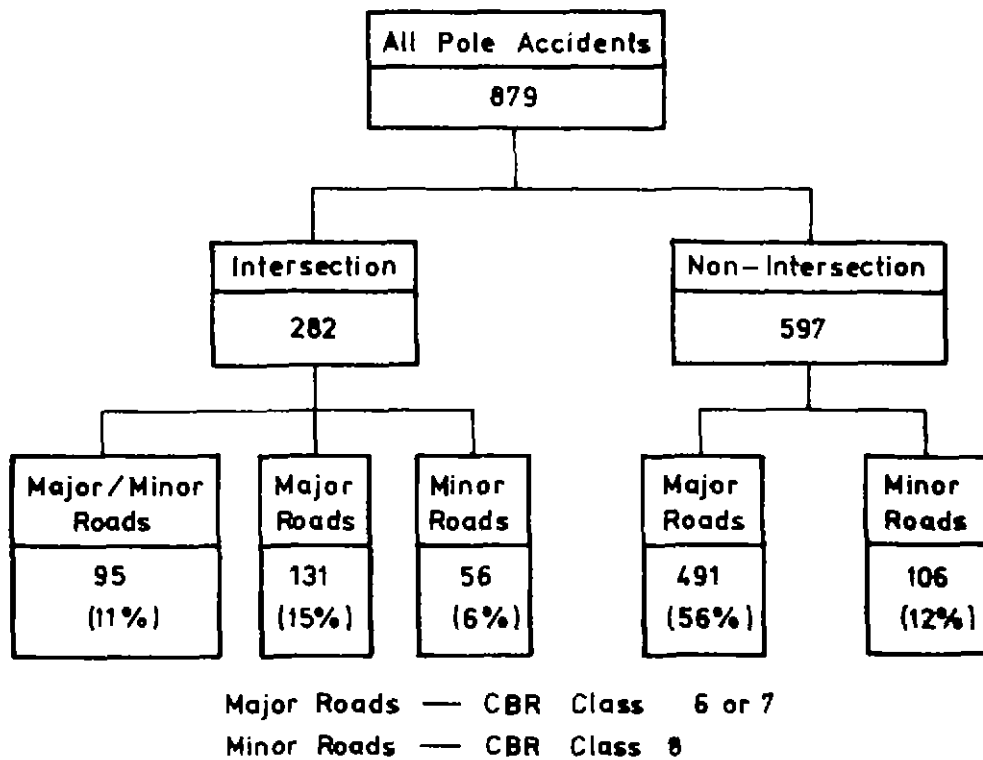 All Pole Accidents
879
Intersection
282
Non-Intersection
597
Major/Minor
Roads
95
(11%)
Major
Roads
131
(15%)
Minor
Roads
56
(6%)
Major
Roads
491
(56%)
Minor
Roads
106
(12%)
Major Roads — CBR Class 6 or 7
Minor Roads — CBR Class 8